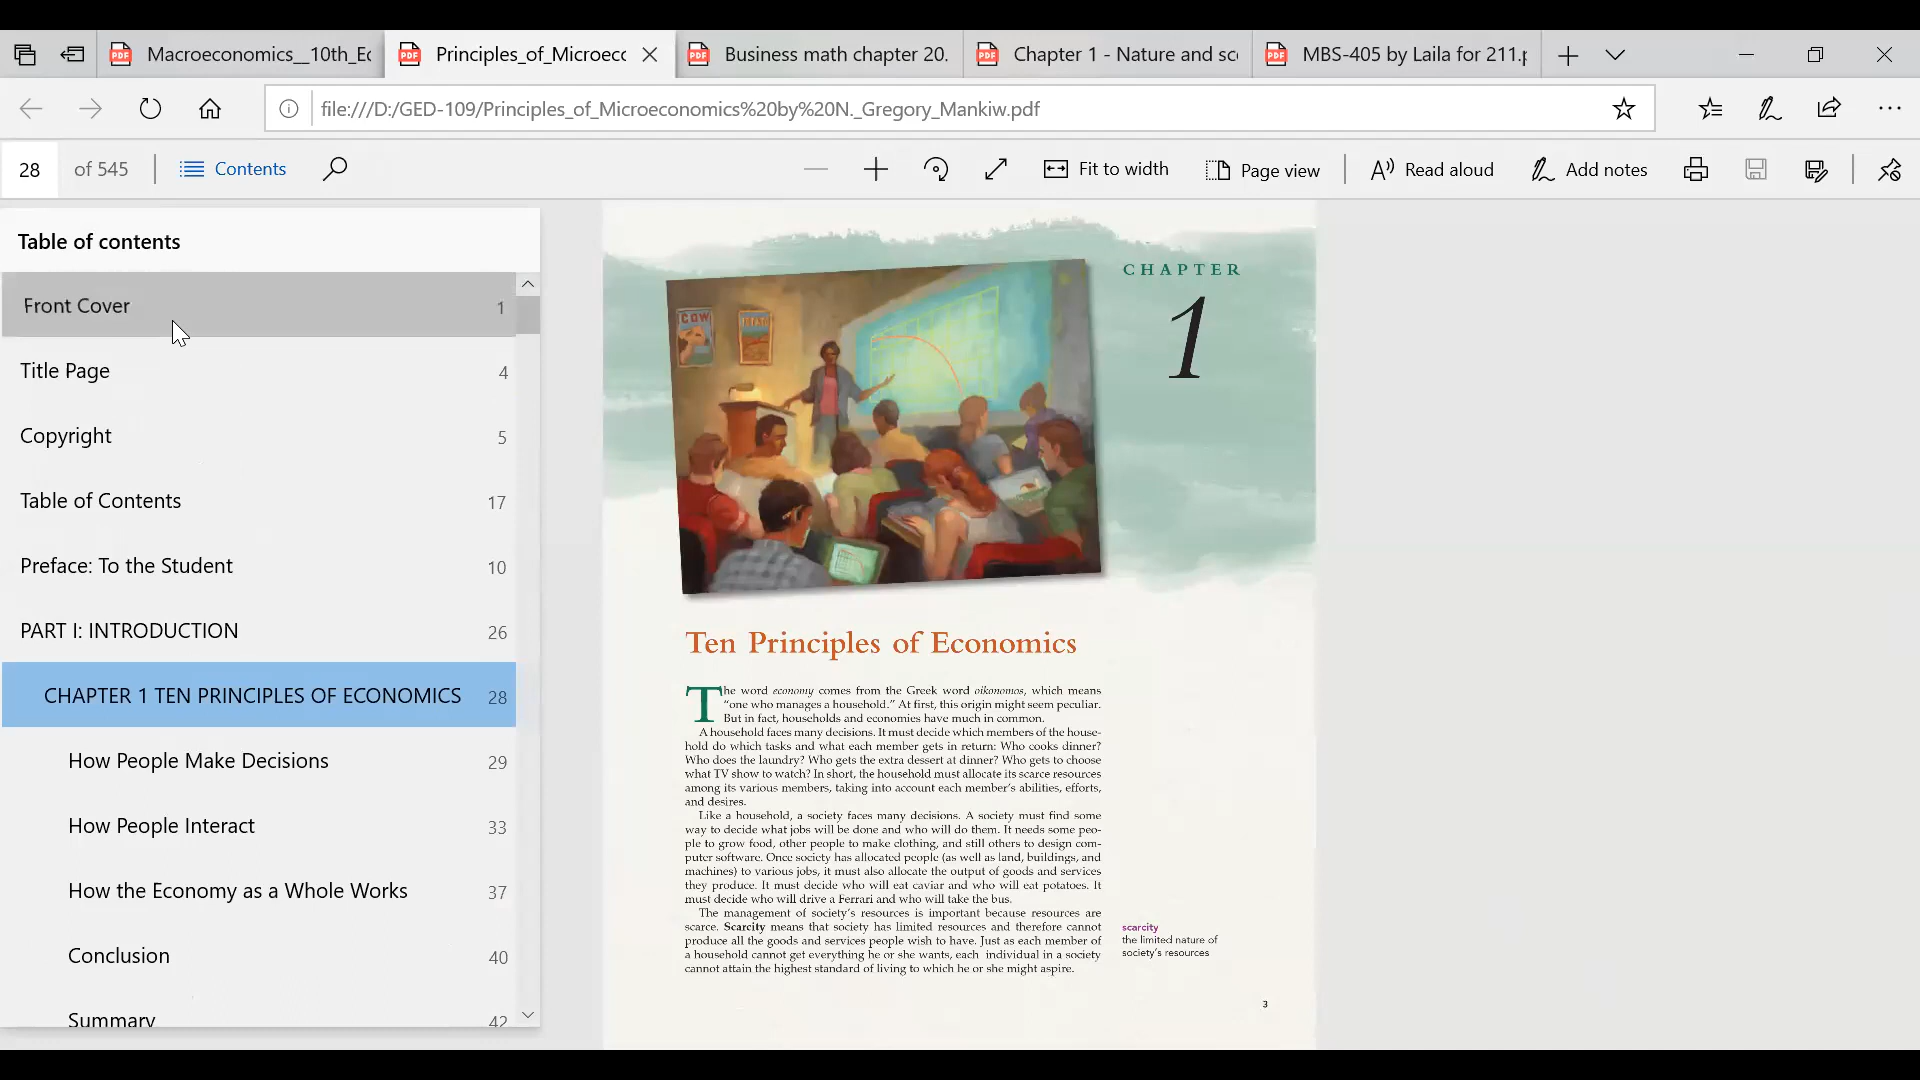 Macroeconomics__10th_Ec
Principles_of_Microecc
Business math chapter 20.
Chapter 1 - Nature and sc
MBS-405 by Laila for 211.p
file:///D:/GED-109/Principles_of_Microeconomics%20by%20N._Gregory_Mankiw.pdf
28 of 545 Contents Fit to width Page view Read aloud Add notes
Table of contents
Front Cover 1
Title Page 4
Copyright 5
Table of Contents 17
Preface: To the Student 10
PART I: INTRODUCTION 26
CHAPTER 1 TEN PRINCIPLES OF ECONOMICS 28
How People Make Decisions 29
How People Interact 33
How the Economy as a Whole Works 37
Conclusion 40
Summary 42
CHAPTER
1
COW
Ten Principles of Economics
The word economy comes from the Greek word oikonomos, which means
“one who manages a household.” At first, this origin might seem peculiar.
But in fact, households and economies have much in common.
A household faces many decisions. It must decide which members of the house-
hold do which tasks and what each member gets in return: Who cooks dinner?
Who does the laundry? Who gets the extra dessert at dinner? Who gets to choose
what TV show to watch? In short, the household must allocate its scarce resources
among its various members, taking into account each member’s abilities, efforts,
and desires.
Like a household, a society faces many decisions. A society must find some
way to decide what jobs will be done and who will do them. It needs some peo-
ple to grow food, other people to make clothing, and still others to design com-
puter software. Once society has allocated people (as well as land, buildings, and
machines) to various jobs, it must also allocate the output of goods and services
they produce. It must decide who will eat caviar and who will eat potatoes. It
must decide who will drive a Ferrari and who will take the bus.
The management of society’s resources is important because resources are
scarce. Scarcity means that society has limited resources and therefore cannot
produce all the goods and services people wish to have. Just as each member of
a household cannot get everything he or she wants, each individual in a society
cannot attain the highest standard of living to which he or she might aspire.
scarcity
the limited nature of
society’s resources
3